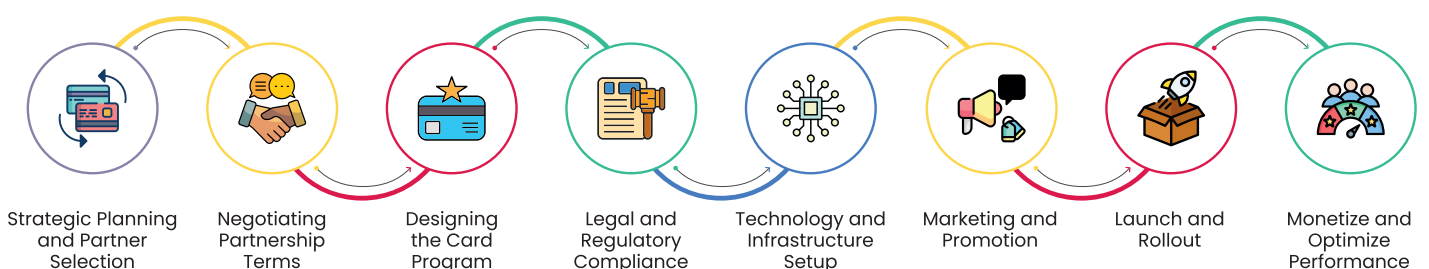 Strategic Planning
and Partner
Selection
Negotiating
Partnership
Terms
Designing
the Card
Program
Legal and
Regulatory
Compliance
Technology and
Infrastructure
Setup
Marketing and
Promotion
Launch and
Rollout
Monetize and
Optimize
Performance